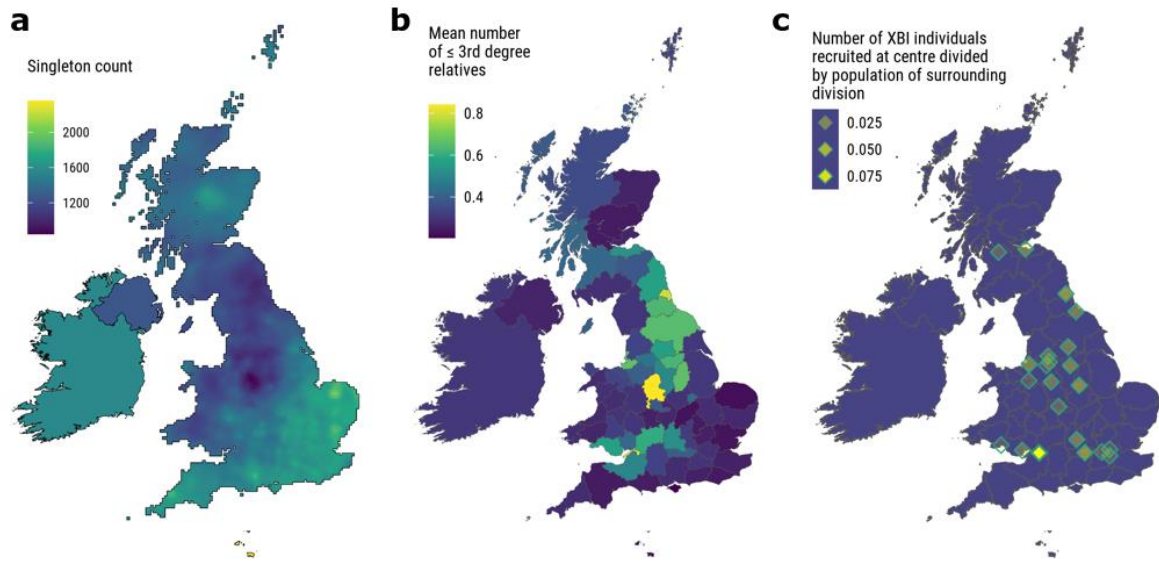 a
Singleton count
2000
1600
1200
b
Mean number
of ≤ 3rd degree
relatives
0.8
0.6
0.4
c
Number of XBI individuals
recruited at centre divided
by population of surrounding
division
0.025
0.050
0.075